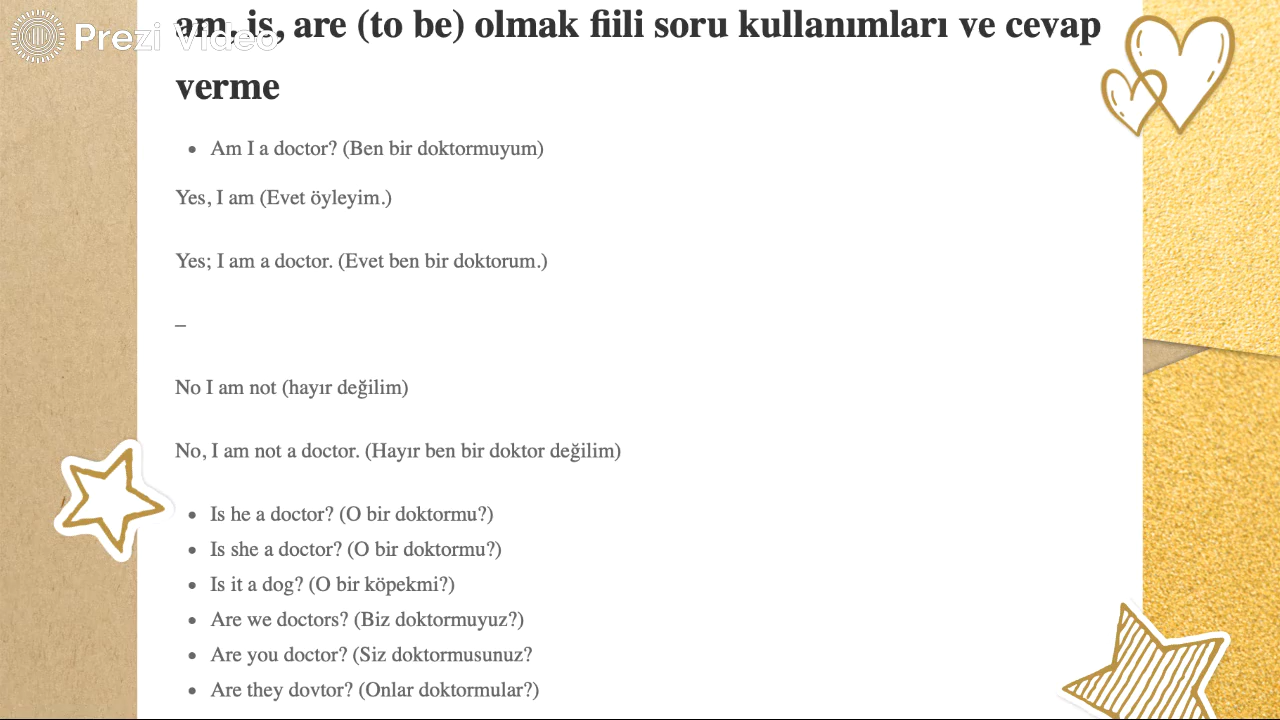 Prezi Video
am, is, are (to be) olmak fiili soru kullanımları ve cevap
verme
• Am I a doctor? (Ben bir doktormuyum)
Yes, I am (Evet öyleyim.)
Yes; I am a doctor. (Evet ben bir doktorum.)
–
No I am not (hayır değilim)
No, I am not a doctor. (Hayır ben bir doktor değilim)
• Is he a doctor? (O bir doktormu?)
• Is she a doctor? (O bir doktormu?)
• Is it a dog? (O bir köpekmi?)
• Are we doctors? (Biz doktormuyuz?)
• Are you doctor? (Siz doktormusunuz?
• Are they dovtor? (Onlar doktormular?)